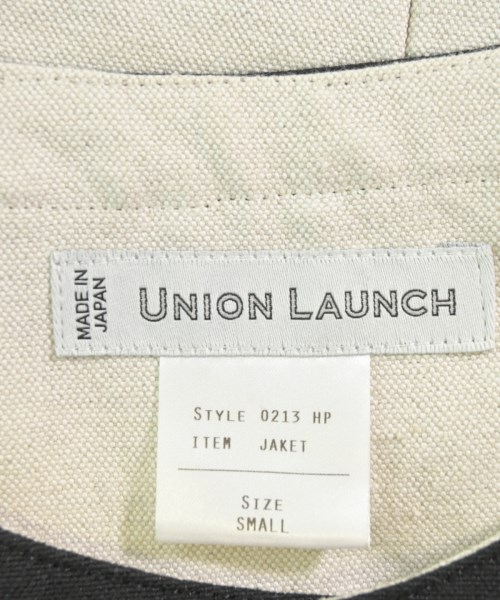 MADE IN
JAPAN
UNION LAUNCH
STYLE 0213 HP
ITEM JAKET
SIZE
SMALL